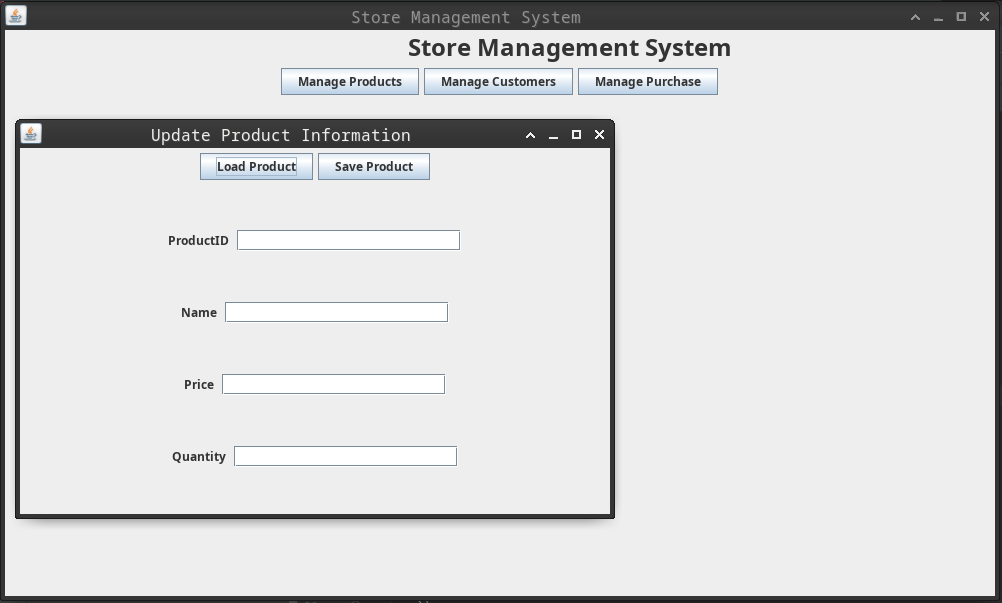 Store Management System
Store Management System
Manage Products Manage Customers Manage Purchase
Update Product Information
Load Product Save Product
ProductID
Name
Price
Quantity